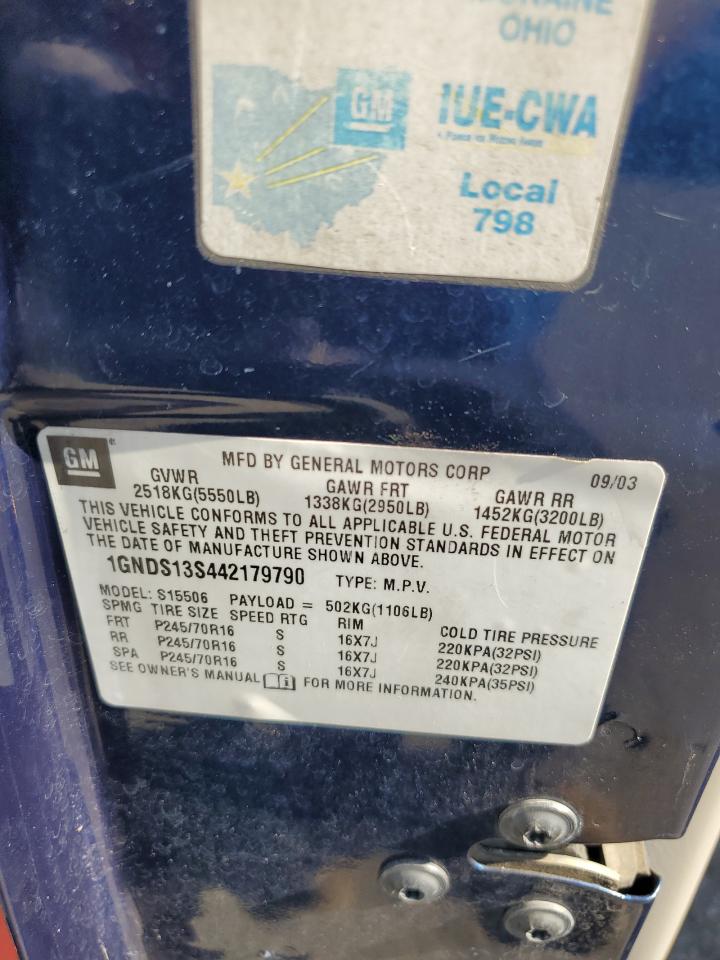 OHIO
GM
IUE-CWA
Local
798
GM
MFD BY GENERAL MOTORS CORP 09/03
GVWR GAWR FRT GAWR RR
2518KG(5550LB) 1338KG(2950LB) 1452KG(3200LB)
THIS VEHICLE CONFORMS TO ALL APPLICABLE U.S. FEDERAL MOTOR
VEHICLE SAFETY AND THEFT PREVENTION STANDARDS IN EFFECT ON
THE DATE OF MANUFACTURE SHOWN ABOVE.
1GNDS13S442179790 TYPE: M.P.V.
MODEL: S15506 PAYLOAD = 502KG(1106LB)
SPMG TIRE SIZE SPEED RTG RIM COLD TIRE PRESSURE
FRT P245/70R16 S 16X7J 220KPA(32PSI)
RR P245/70R16 S 16X7J 220KPA(32PSI)
SPA P245/70R16 S 16X7J 240KPA(35PSI)
SEE OWNER'S MANUAL FOR MORE INFORMATION.